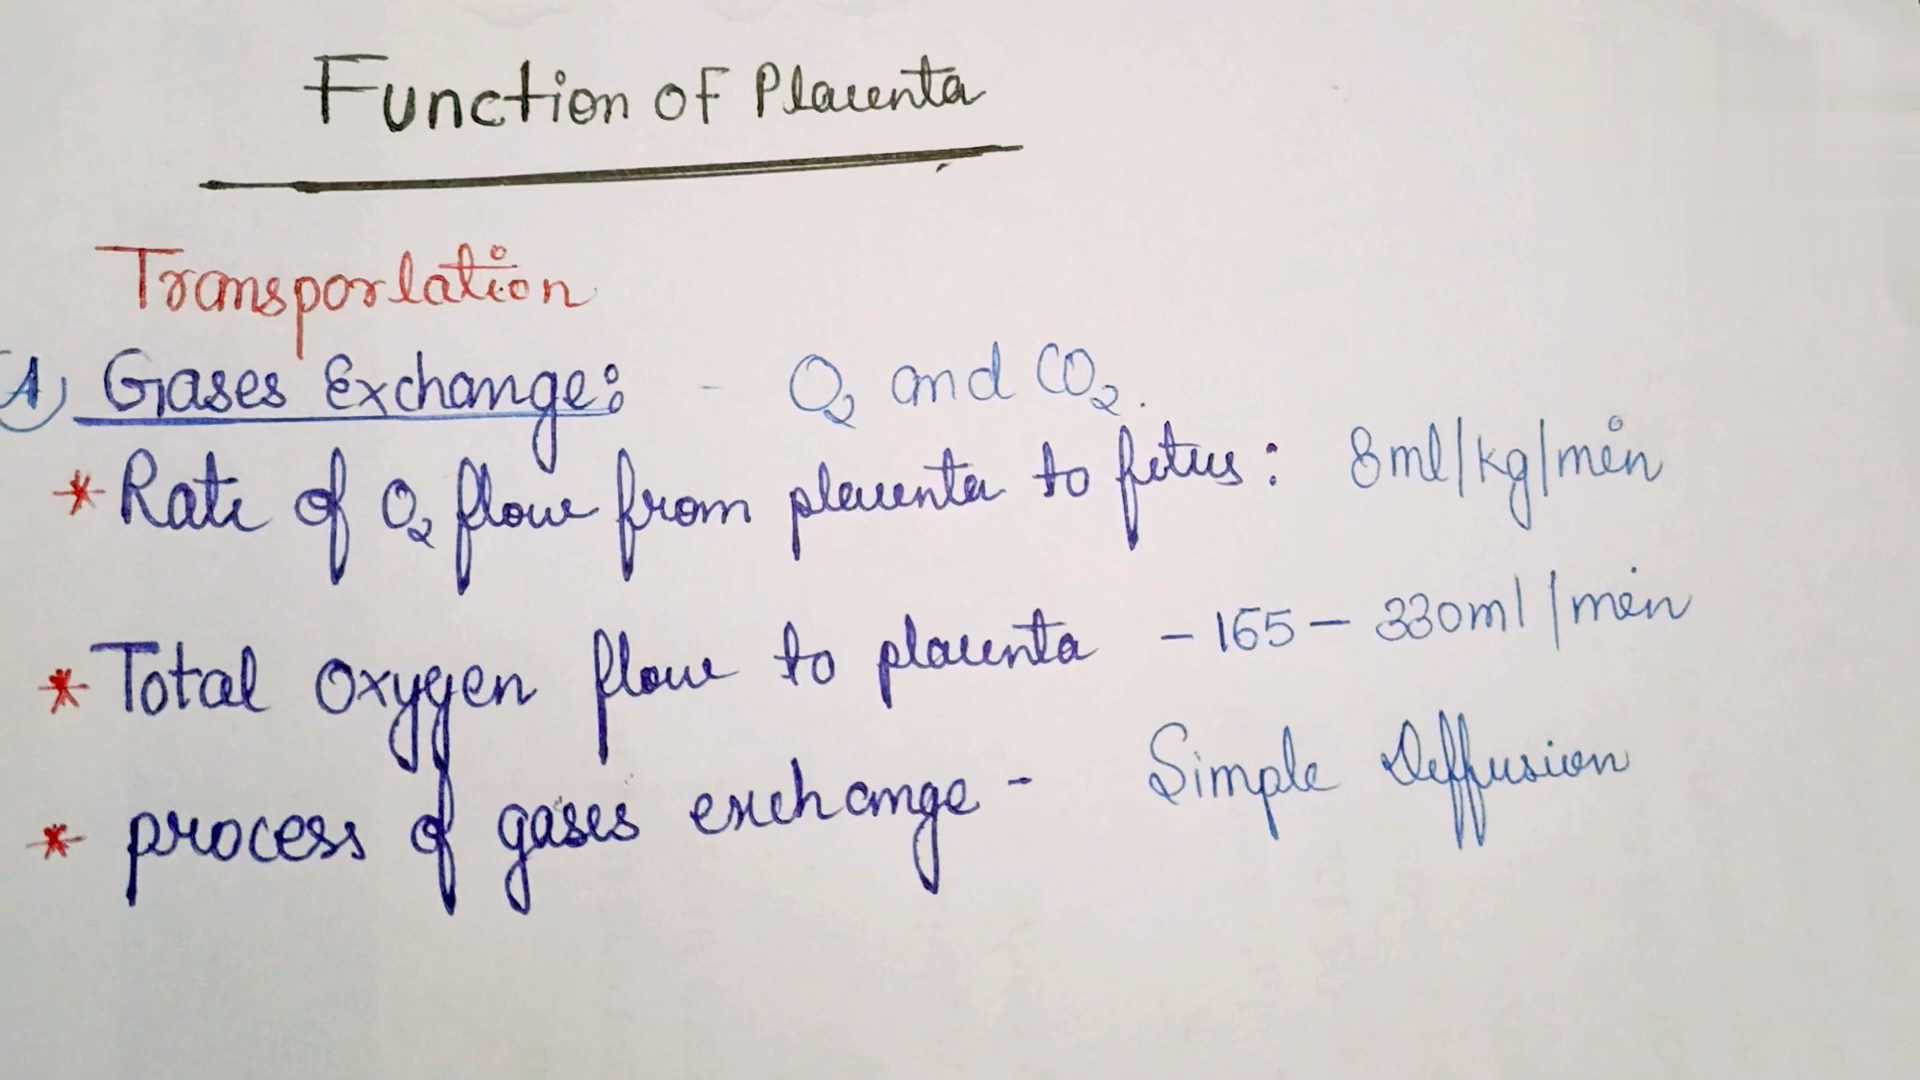 Function of Placenta
Transportation
A) Gases Exchange: - O₂ and CO₂.
* Rate of O₂ flow from placenta to fetus: 8ml/kg/min
* Total oxygen flow to placenta - 165 - 330ml/min
* process of gases exchange - Simple Diffusion